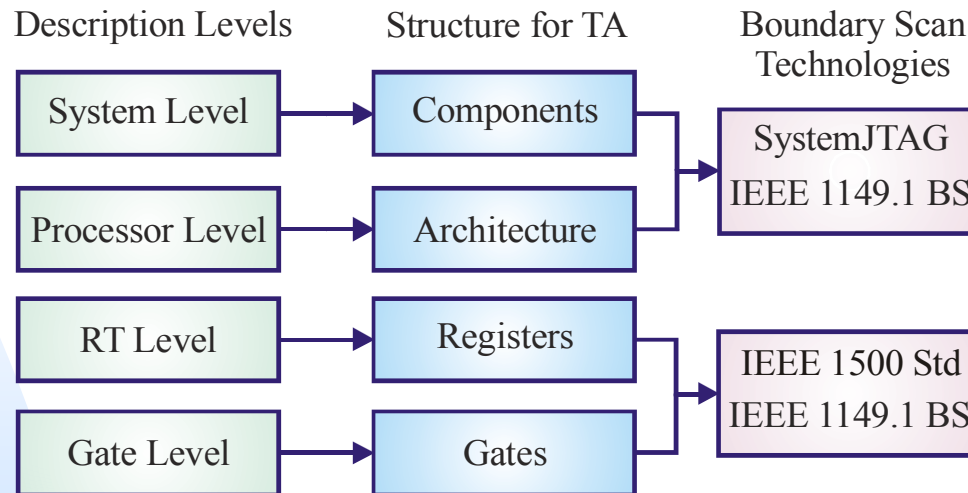 Description Levels
Structure for TA
Boundary Scan
Technologies
System Level
Components
SystemJTAG
IEEE 1149.1 BS
Processor Level
Architecture
RT Level
Registers
IEEE 1500 Std
IEEE 1149.1 BS
Gate Level
Gates